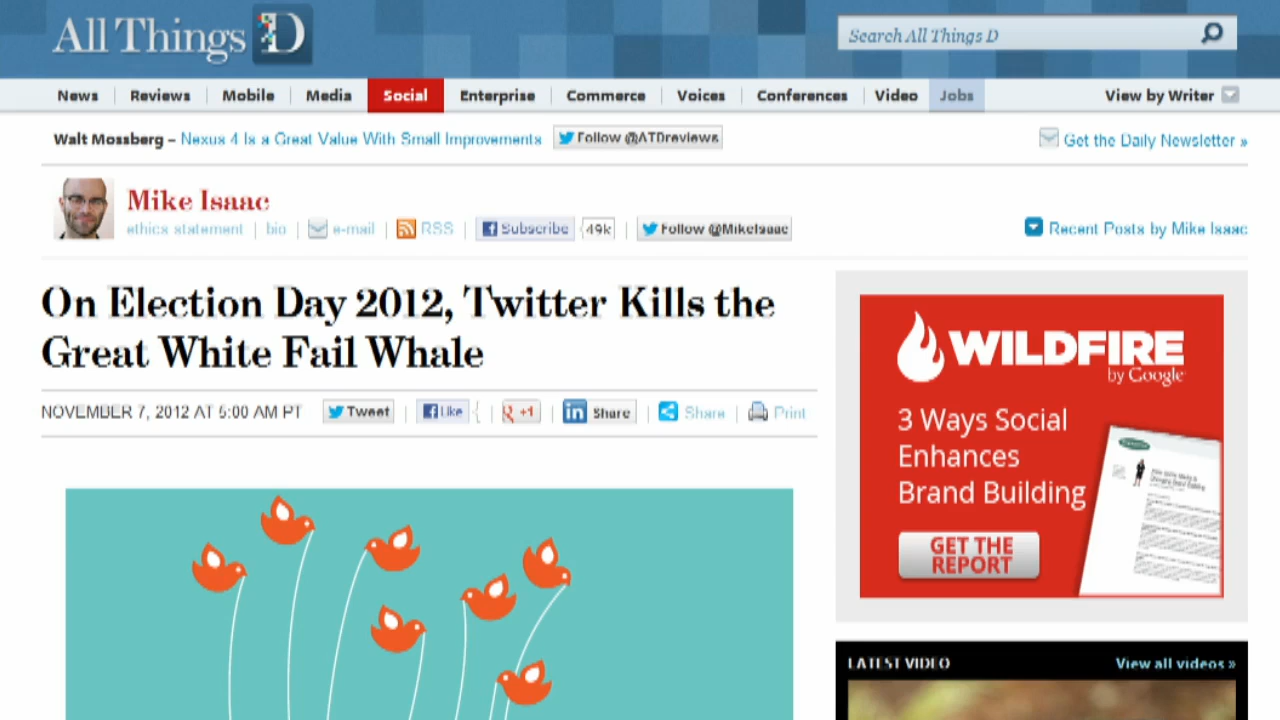 All Things D
Search All Things D
News Reviews Mobile Media Social Enterprise Commerce Voices Conferences Video Jobs View by Writer
Walt Mossberg – Nexus 4 Is a Great Value With Small Improvements Follow @ATDreviews Get the Daily Newsletter »
Mike Isaac
ethics statement | bio | e-mail | RSS | Subscribe 49k | Follow @MikeIsaac Recent Posts by Mike Isaac
On Election Day 2012, Twitter Kills the
Great White Fail Whale
NOVEMBER 7, 2012 AT 5:00 AM PT Tweet | Like | +1 | in Share | Share | Print
WILDFIRE
by Google
3 Ways Social
Enhances
Brand Building
GET THE
REPORT
LATEST VIDEO View all videos »